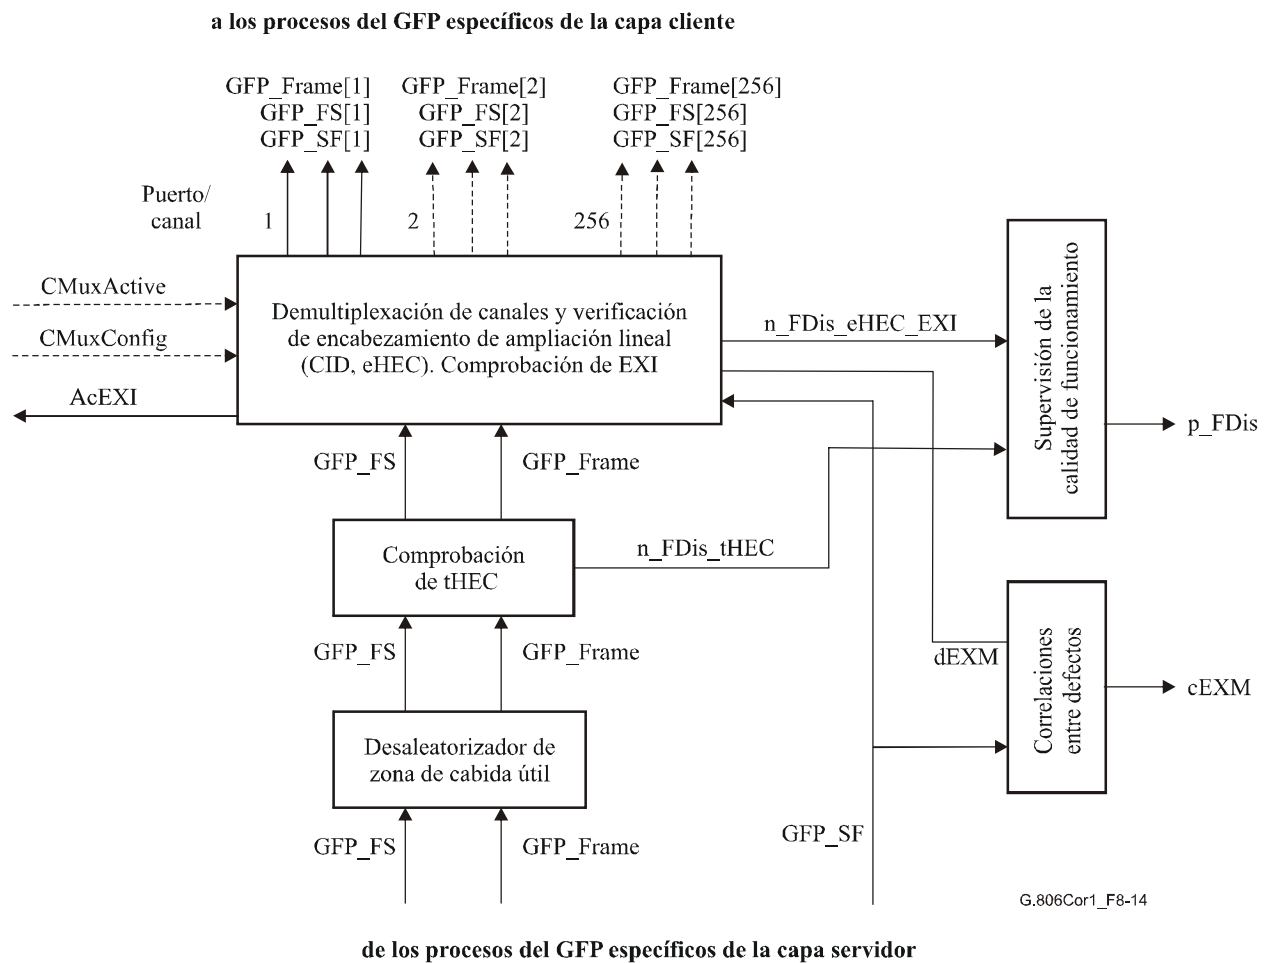 a los procesos del GFP específicos de la capa cliente
GFP_Frame[1]
GFP_FS[1]
GFP_SF[1]
GFP_Frame[2]
GFP_FS[2]
GFP_SF[2]
GFP_Frame[256]
GFP_FS[256]
GFP_SF[256]
Puerto/
canal
1
2
256
CMuxActive
CMuxConfig
AcEXI
Demultiplexación de canales y verificación
de encabezamiento de ampliación lineal
(CID, eHEC). Comprobación de EXI
n_FDis_eHEC_EXI
Supervisión de la
calidad de funcionamiento
p_FDis
GFP_FS
GFP_Frame
Comprobación
de tHEC
n_FDis_tHEC
GFP_FS
GFP_Frame
dEXM
Correlaciones
entre defectos
cEXM
Desaleatorizador de
zona de cabida útil
GFP_FS
GFP_Frame
GFP_SF
G.806Cor1_F8-14
de los procesos del GFP específicos de la capa servidor